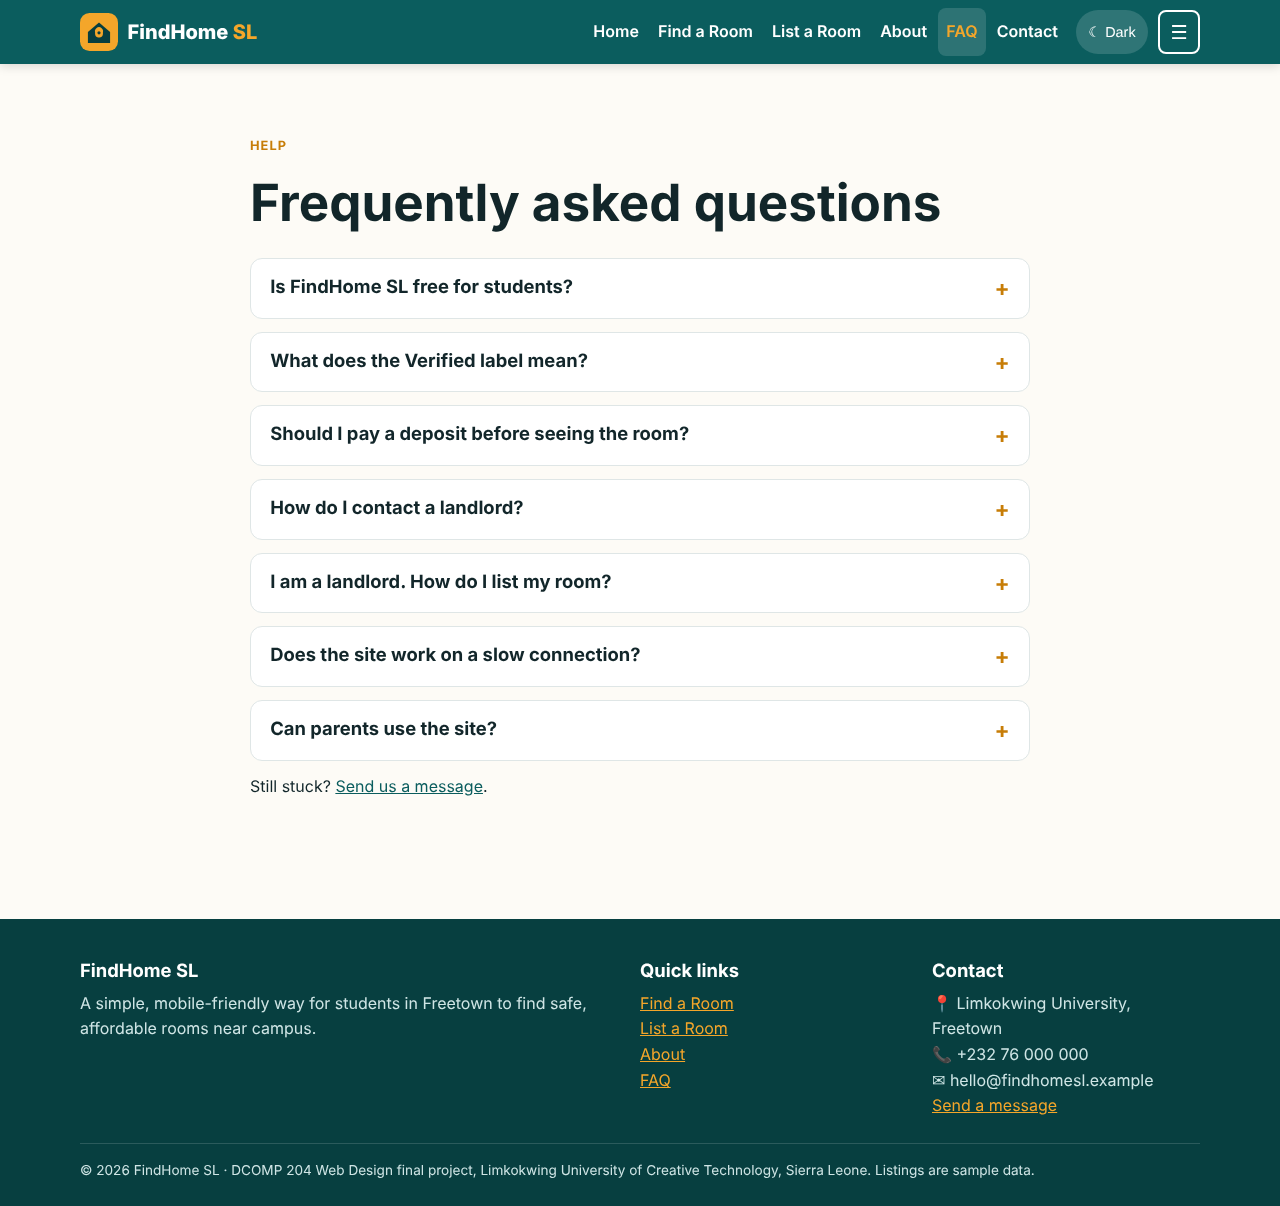 FindHome SL
Home Find a Room List a Room About FAQ Contact ☾ Dark ☰
HELP
Frequently asked questions
Is FindHome SL free for students? +
What does the Verified label mean? +
Should I pay a deposit before seeing the room? +
How do I contact a landlord? +
I am a landlord. How do I list my room? +
Does the site work on a slow connection? +
Can parents use the site? +
Still stuck? Send us a message.
FindHome SL
A simple, mobile-friendly way for students in Freetown to find safe,
affordable rooms near campus.
Quick links
Find a Room
List a Room
About
FAQ
Contact
📍 Limkokwing University,
Freetown
📞 +232 76 000 000
✉ hello@findhomesl.example
Send a message
© 2026 FindHome SL · DCOMP 204 Web Design final project, Limkokwing University of Creative Technology, Sierra Leone. Listings are sample data.